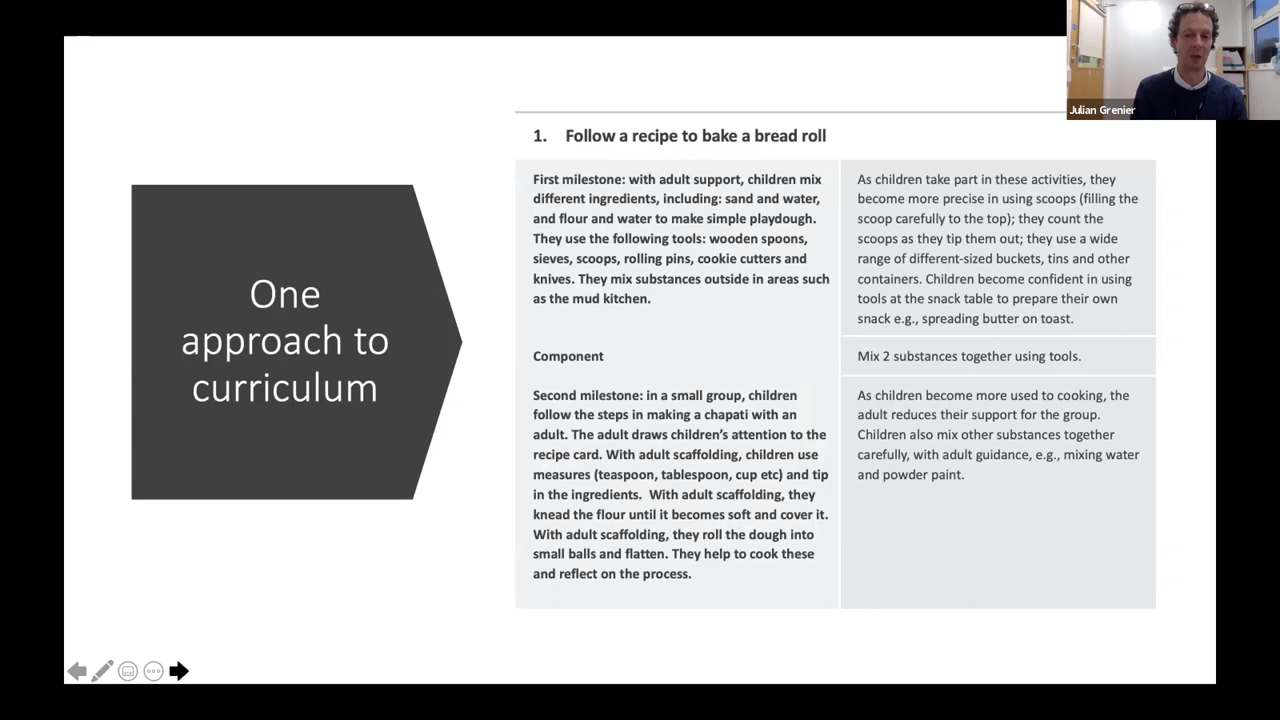 Julian Grenier
One
approach to
curriculum
1. Follow a recipe to bake a bread roll
First milestone: with adult support, children mix
different ingredients, including: sand and water,
and flour and water to make simple playdough.
They use the following tools: wooden spoons,
sieves, scoops, rolling pins, cookie cutters and
knives. They mix substances outside in areas such
as the mud kitchen.
As children take part in these activities, they
become more precise in using scoops (filling the
scoop carefully to the top); they count the
scoops as they tip them out; they use a wide
range of different-sized buckets, tins and other
containers. Children become confident in using
tools at the snack table to prepare their own
snack e.g., spreading butter on toast.
Component
Mix 2 substances together using tools.
Second milestone: in a small group, children
follow the steps in making a chapati with an
adult. The adult draws children’s attention to the
recipe card. With adult scaffolding, children use
measures (teaspoon, tablespoon, cup etc) and tip
in the ingredients.  With adult scaffolding, they
knead the flour until it becomes soft and cover it.
With adult scaffolding, they roll the dough into
small balls and flatten. They help to cook these
and reflect on the process.
As children become more used to cooking, the
adult reduces their support for the group.
Children also mix other substances together
carefully, with adult guidance, e.g., mixing water
and powder paint.